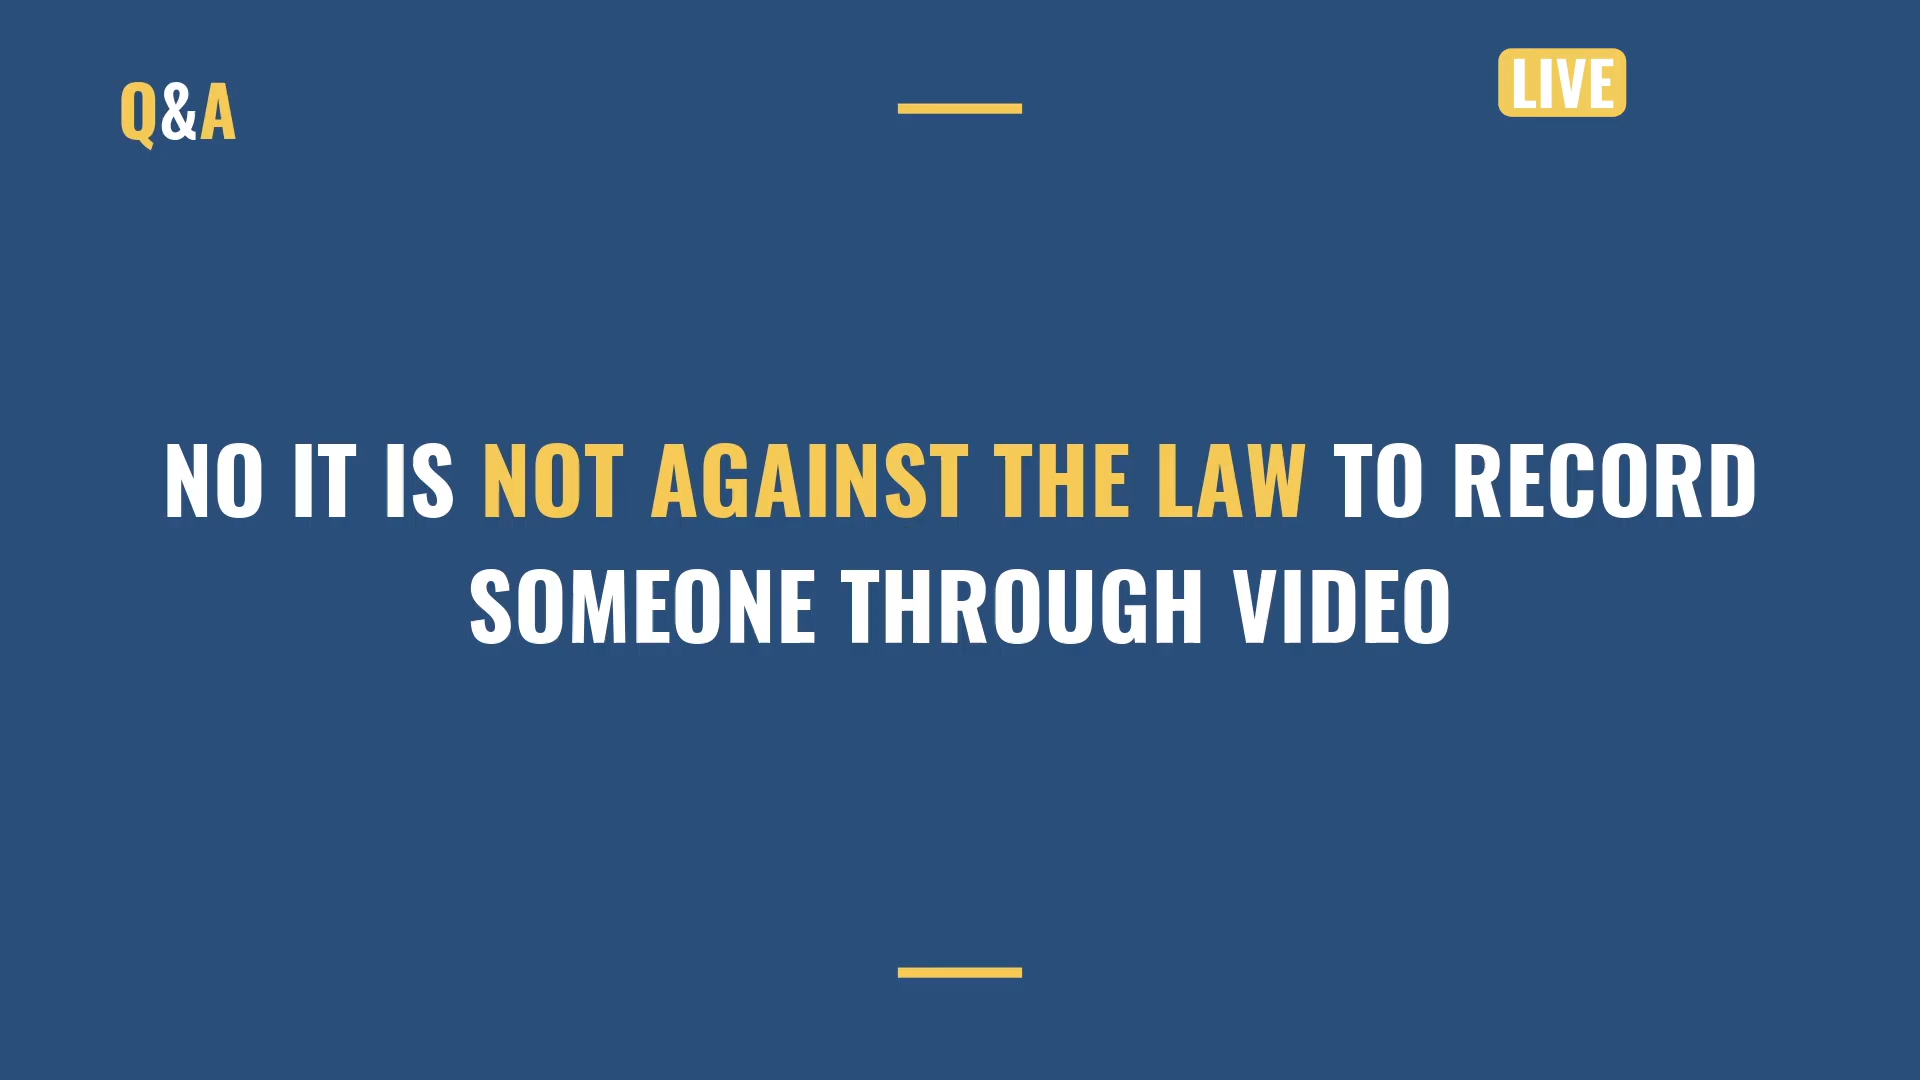 Q&A
LIVE
NO IT IS NOT AGAINST THE LAW TO RECORD
SOMEONE THROUGH VIDEO